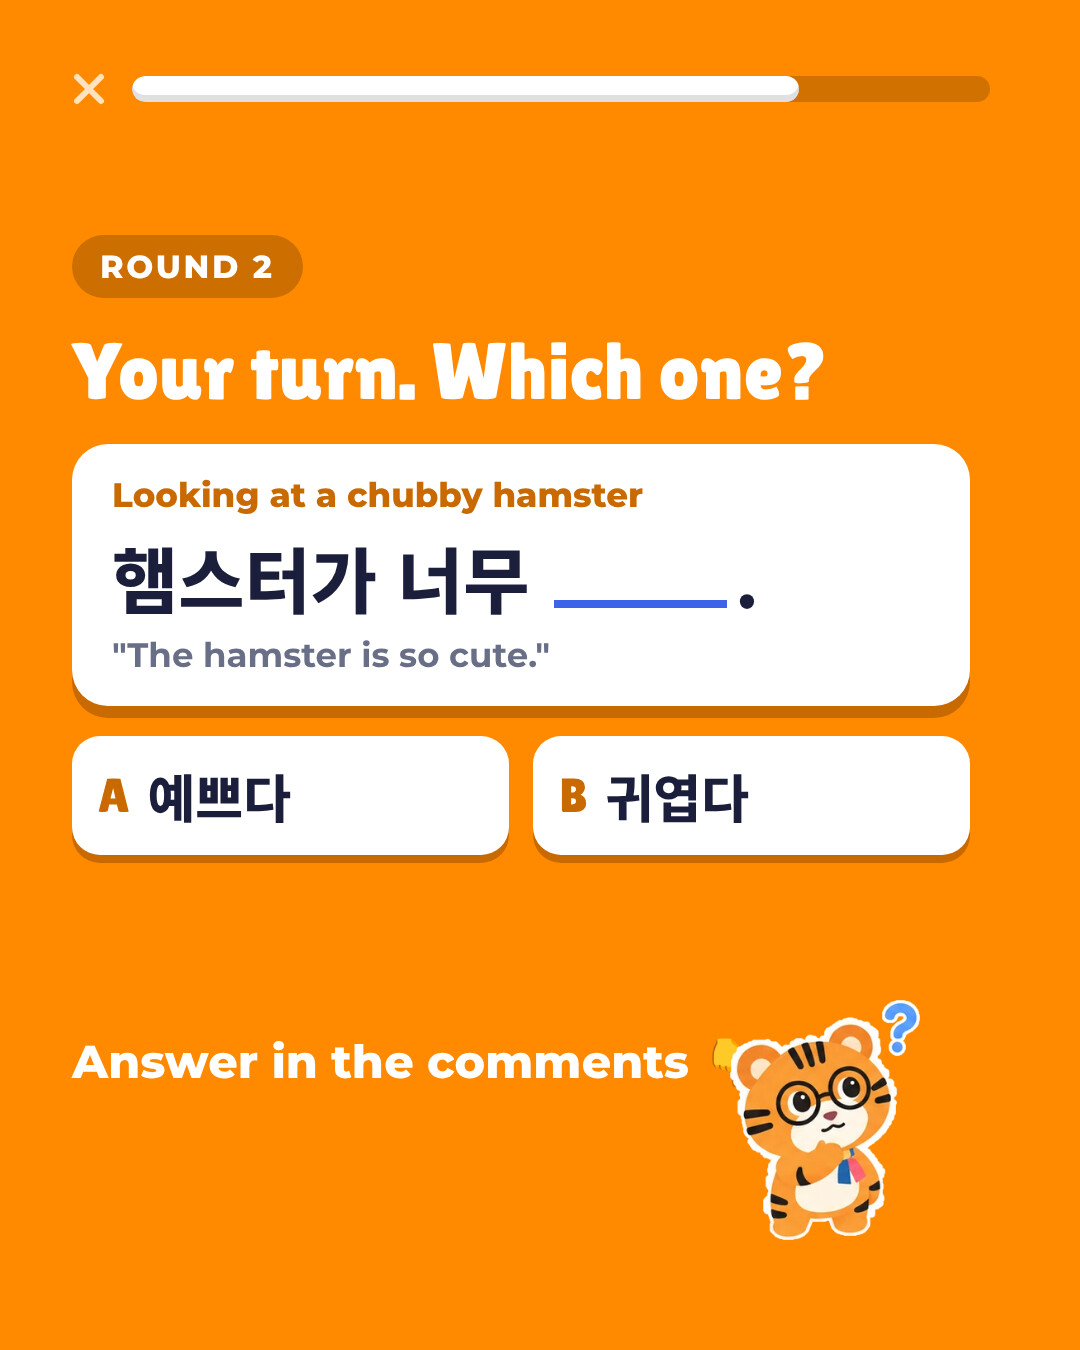 ROUND 2
Your turn. Which one?
Looking at a chubby hamster
햄스터가 너무 ______.
"The hamster is so cute."
A 예쁘다
B 귀엽다
Answer in the comments
?